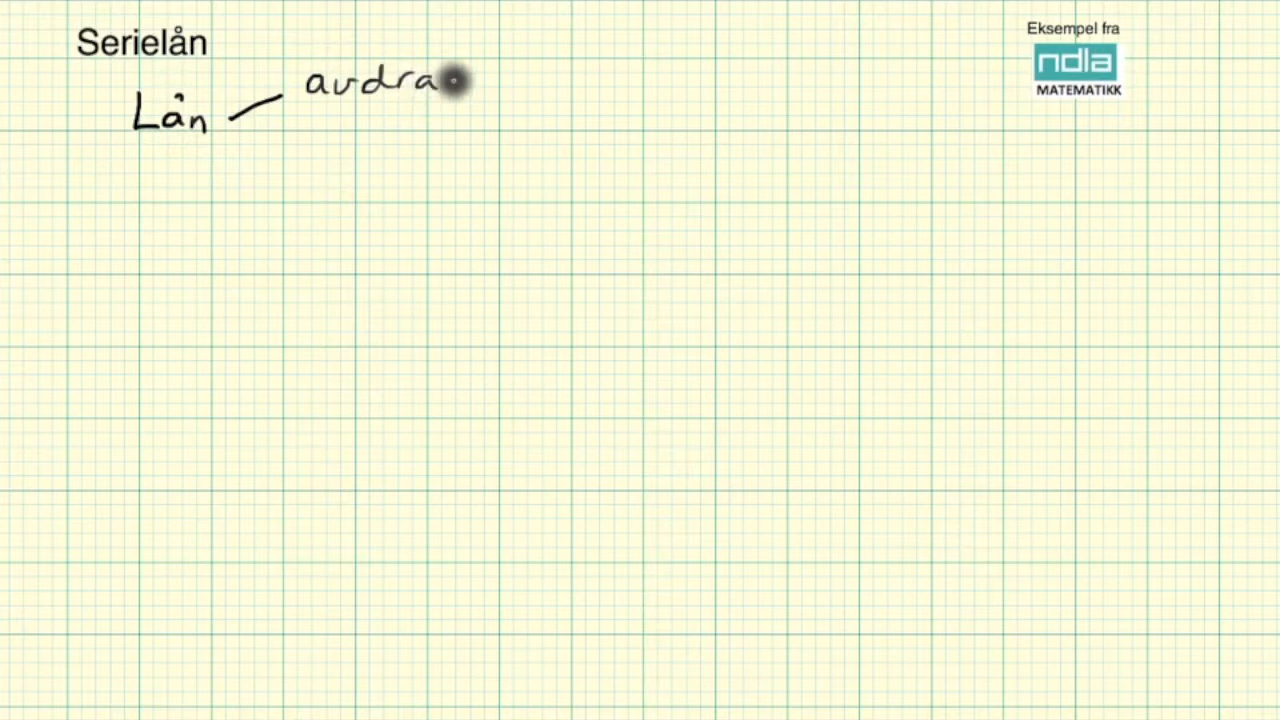 Serielån
Eksempel fra
ndla
MATEMATIKK
avdra
Lån